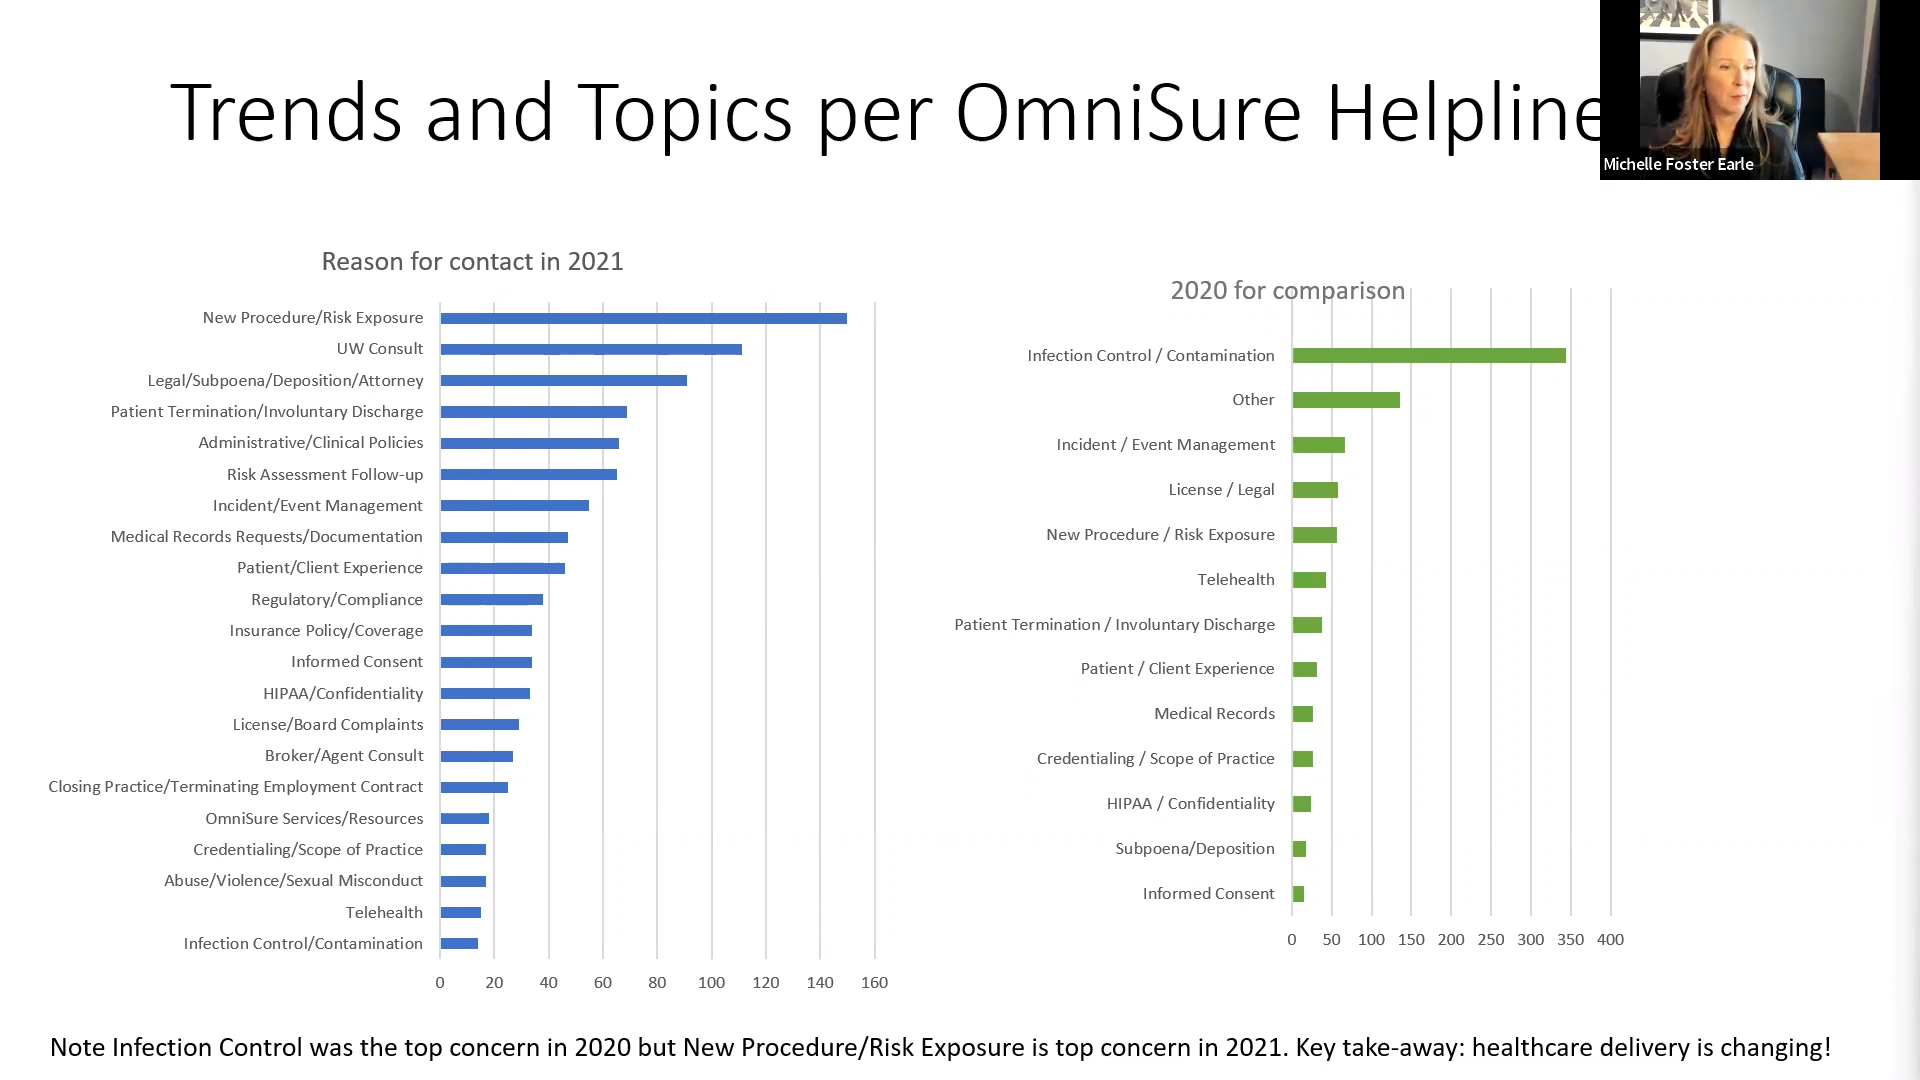 Trends and Topics per OmniSure Helpline
Michelle Foster Earle
Reason for contact in 2021
New Procedure/Risk Exposure
UW Consult
Legal/Subpoena/Deposition/Attorney
Patient Termination/Involuntary Discharge
Administrative/Clinical Policies
Risk Assessment Follow-up
Incident/Event Management
Medical Records Requests/Documentation
Patient/Client Experience
Regulatory/Compliance
Insurance Policy/Coverage
Informed Consent
HIPAA/Confidentiality
License/Board Complaints
Broker/Agent Consult
Closing Practice/Terminating Employment Contract
OmniSure Services/Resources
Credentialing/Scope of Practice
Abuse/Violence/Sexual Misconduct
Telehealth
Infection Control/Contamination
0 20 40 60 80 100 120 140 160
2020 for comparison
Infection Control / Contamination
Other
Incident / Event Management
License / Legal
New Procedure / Risk Exposure
Telehealth
Patient Termination / Involuntary Discharge
Patient / Client Experience
Medical Records
Credentialing / Scope of Practice
HIPAA / Confidentiality
Subpoena/Deposition
Informed Consent
0 50 100 150 200 250 300 350 400
Note Infection Control was the top concern in 2020 but New Procedure/Risk Exposure is top concern in 2021. Key take-away: healthcare delivery is changing!